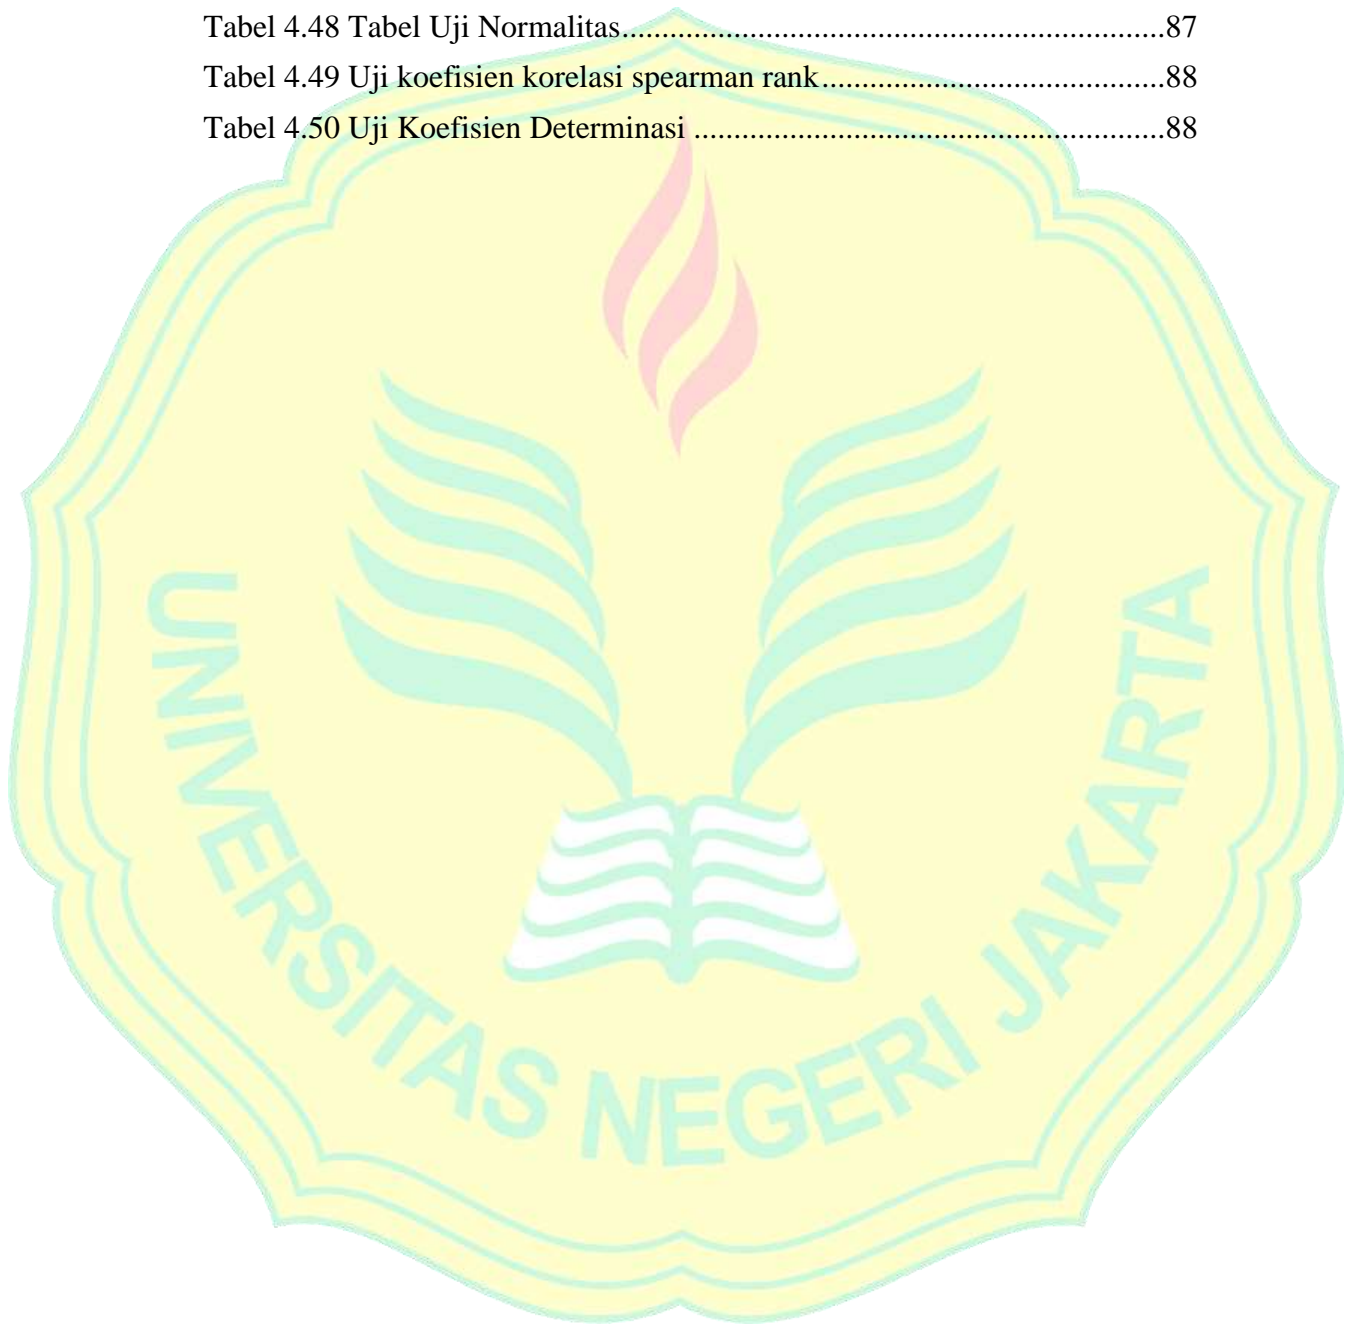 Tabel 4.48 Tabel Uji Normalitas....................................................................87
Tabel 4.49 Uji koefisien korelasi spearman rank...........................................88
Tabel 4.50 Uji Koefisien Determinasi ............................................................88
UNIVERSITAS NEGERI JAKARTA